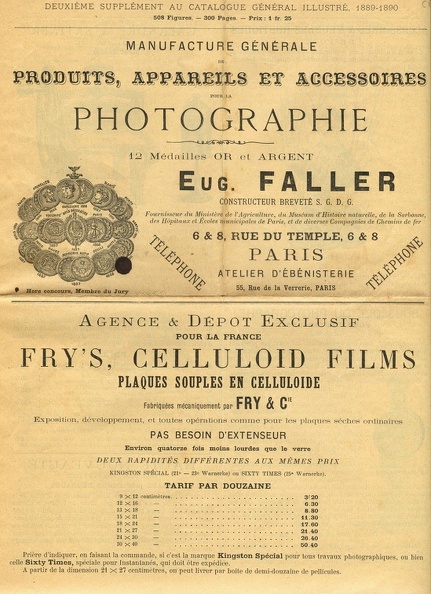 DEUXIÈME SUPPLÉMENT AU CATALOGUE GÉNÉRAL ILLUSTRÉ, 1889-1890
508 Figures. — 300 Pages. — Prix : 1 fr. 25
MANUFACTURE GÉNÉRALE
DE
PRODUITS, APPAREILS ET ACCESSOIRES
POUR LA
PHOTOGRAPHIE
12 Médailles OR et ARGENT
EUG. FALLER
CONSTRUCTEUR BREVETÉ S. G. D. G.
Fournisseur du Ministère de l'Agriculture, du Muséum d'Histoire naturelle, de la Sorbonne,
des Hôpitaux et Écoles municipales de Paris, et de diverses Compagnies de Chemins de fer
6 & 8, RUE DU TEMPLE, 6 & 8
TÉLÉPHONE
PARIS
TÉLÉPHONE
ATELIER D'ÉBÉNISTERIE
55, Rue de la Verrerie, PARIS
Hors concours, Membre du Jury
AGENCE & DÉPOT EXCLUSIF
POUR LA FRANCE
FRY'S, CELLULOID FILMS
PLAQUES SOUPLES EN CELLULOIDE
Fabriquées mécaniquement par FRY & Cie
Exposition, développement, et toutes opérations comme pour les plaques sèches ordinaires
PAS BESOIN D'EXTENSEUR
Environ quatorze fois moins lourdes que le verre
DEUX RAPIDITÉS DIFFÉRENTES AUX MÊMES PRIX
KINGSTON SPÉCIAL (21e — 23e Warnerke) ou SIXTY TIMES (25e Warnerke).
TARIF PAR DOUZAINE
9 × 12 centimètres. 3'20
12 × 16 — 6.30
13 × 18 — 8.80
15 × 21 — 11.30
18 × 24 — 17.60
21 × 27 — 21.40
24 × 30 — 26.40
30 × 40 — 50.40
Prière d'indiquer, en faisant la commande, si c'est la marque Kingston Spécial pour tous travaux photographiques, ou bien
celle Sixty Times, spéciale pour Instantanés, qui doit être expédiée.
A partir de la dimension 21 × 27 centimètres, on peut livrer par boîte de demi-douzaine de pellicules.